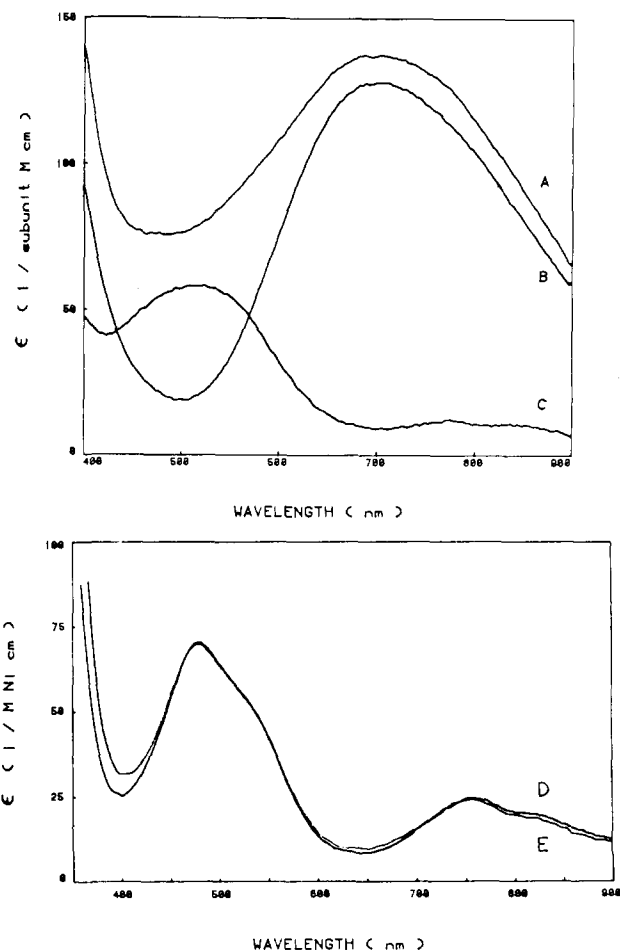 150
100
50
0
ϵ ( l / subunit M cm )
A
B
C
400 500 600 700 800 900
WAVELENGTH ( nm )
100
75
50
25
0
ϵ ( l / M Ni cm )
D
E
400 500 600 700 800 900
WAVELENGTH ( nm )